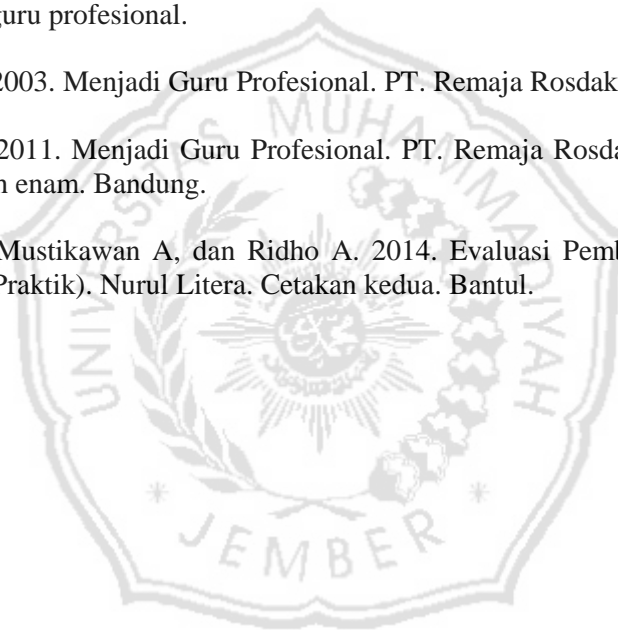 guru profesional.
2003. Menjadi Guru Profesional. PT. Remaja Rosdak
2011. Menjadi Guru Profesional. PT. Remaja Rosda
n enam. Bandung.
Mustikawan A, dan Ridho A. 2014. Evaluasi Pemb
Praktik). Nurul Litera. Cetakan kedua. Bantul.
UNIVERSITAS MUHAMMADIYAH
* JEMBER *